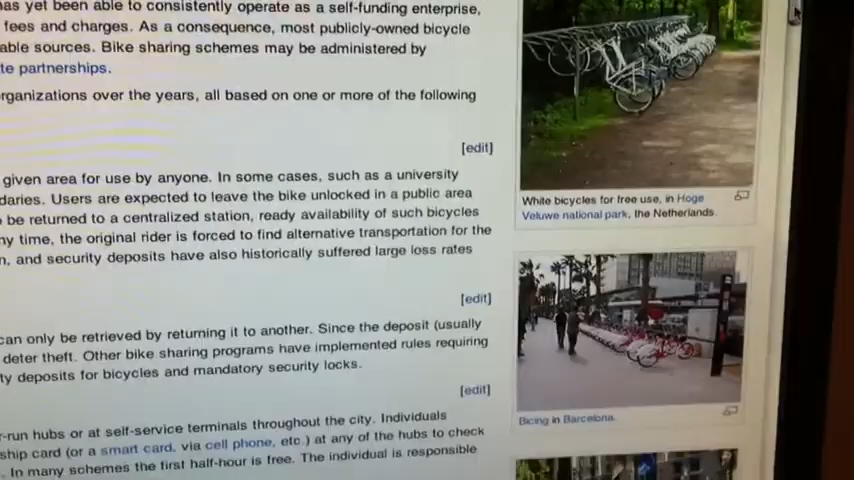 has yet been able to consistently operate as a self-funding enterprise,
fees and charges. As a consequence, most publicly-owned bicycle
able sources. Bike sharing schemes may be administered by
te partnerships.
rganizations over the years, all based on one or more of the following
[edit]
given area for use by anyone. In some cases, such as a university
daries. Users are expected to leave the bike unlocked in a public area
be returned to a centralized station, ready availability of such bicycles
ny time, the original rider is forced to find alternative transportation for the
n, and security deposits have also historically suffered large loss rates
[edit]
can only be retrieved by returning it to another. Since the deposit (usually
deter theft. Other bike sharing programs have implemented rules requiring
ty deposits for bicycles and mandatory security locks.
[edit]
r-run hubs or at self-service terminals throughout the city. Individuals
ship card (or a smart card, via cell phone, etc.) at any of the hubs to check
. In many schemes the first half-hour is free. The individual is responsible
White bicycles for free use, in Hoge
Veluwe national park, the Netherlands.
Bicing in Barcelona.